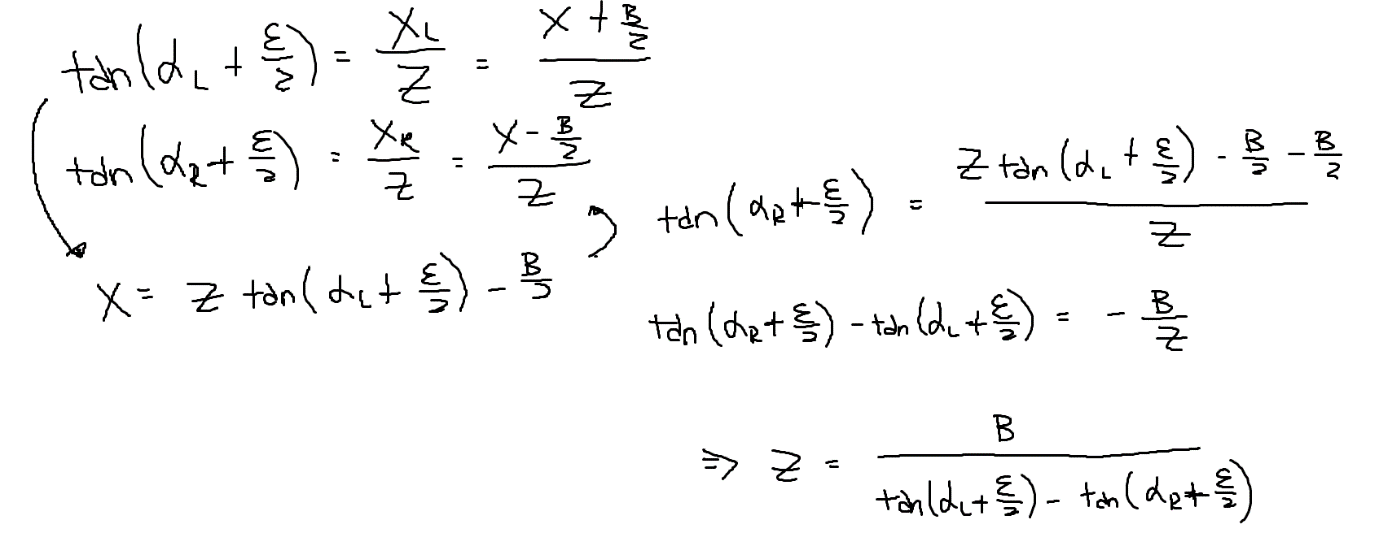 tan(α_L + ε/2) = X_L/Z = (X + B/2)/Z
tan(α_R + ε/2) = X_R/Z = (X - B/2)/Z
X = Z tan(α_L + ε/2) - B/2
tan(α_R + ε/2) = (Z tan(α_L + ε/2) - B/2 - B/2)/Z
tan(α_R + ε/2) - tan(α_L + ε/2) = - B/Z
⇒ Z = B/(tan(α_L + ε/2) - tan(α_R + ε/2))